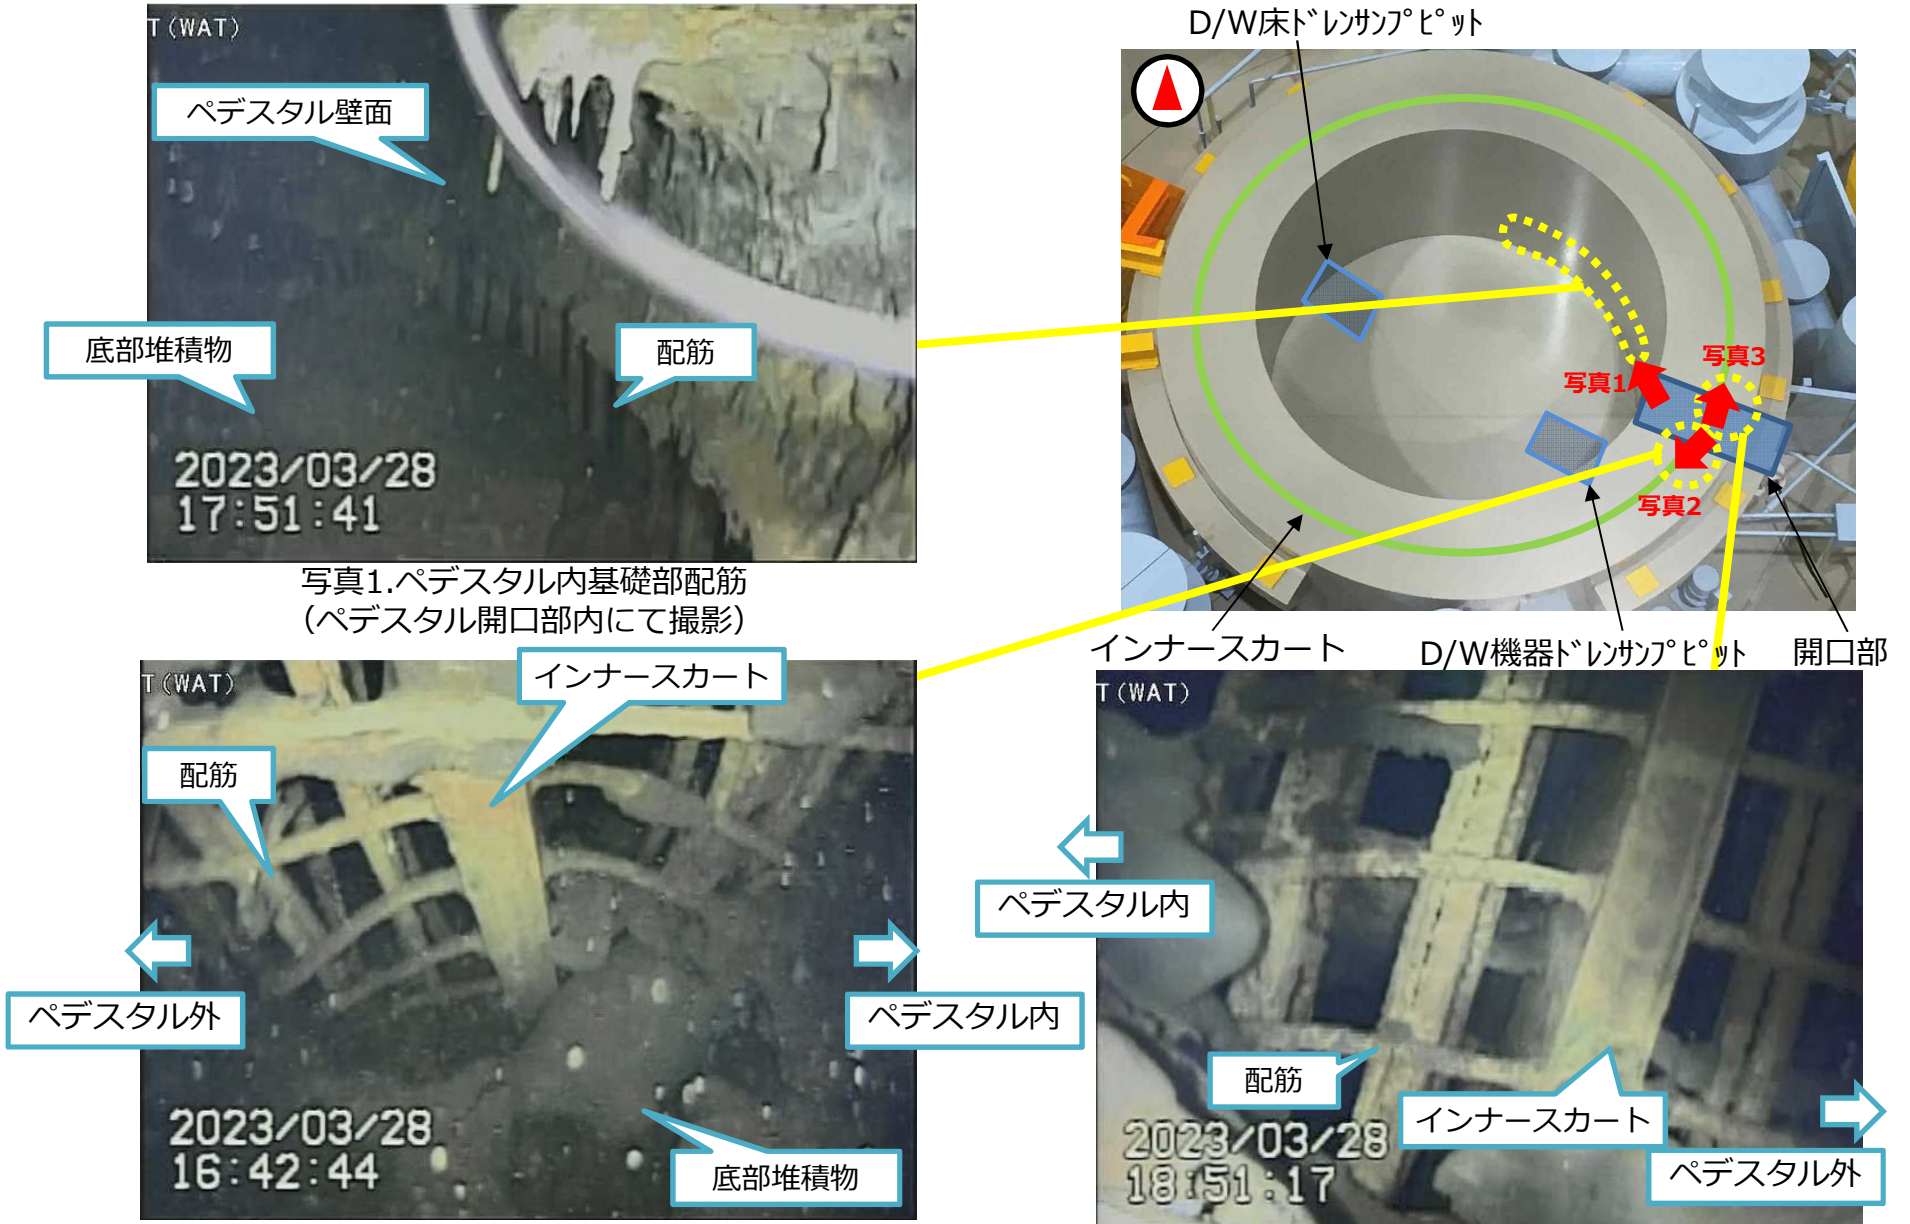 T(WAT)
ペデスタル壁面
底部堆積物
配筋
2023/03/28
17:51:41
写真1.ペデスタル内基礎部配筋
（ペデスタル開口部内にて撮影）
D/W床ﾄﾞﾚﾝｻﾝﾌﾟﾋﾟｯﾄ
写真3
写真1
写真2
インナースカート
D/W機器ﾄﾞﾚﾝｻﾝﾌﾟﾋﾟｯﾄ
開口部
T(WAT)
インナースカート
配筋
ペデスタル外
ペデスタル内
2023/03/28
16:42:44
底部堆積物
T(WAT)
ペデスタル内
配筋
インナースカート
2023/03/28
18:51:17
ペデスタル外